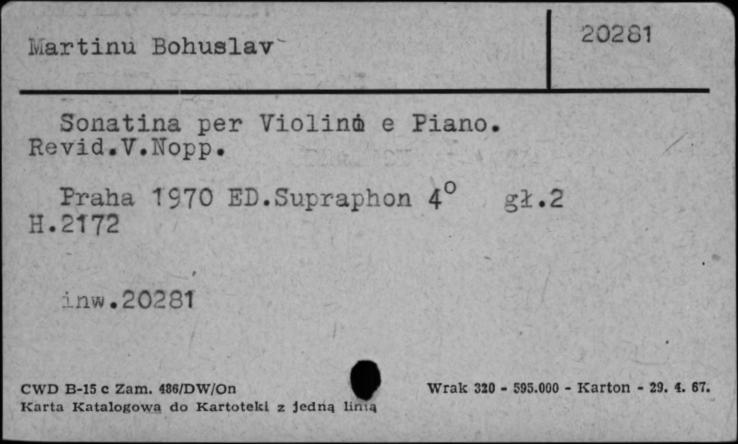 Martinu Bohuslav
20281
Sonatina per Violino e Piano.
Revid.V.Nopp.
Praha 1970 ED.Supraphon 4° gł.2
H.2172
inw.20281
CWD B-15 c Zam. 486/DW/On
Wrak 320 - 595.000 - Karton - 29. 4. 67.
Karta Katalogowa do Kartoteki z jedną linią